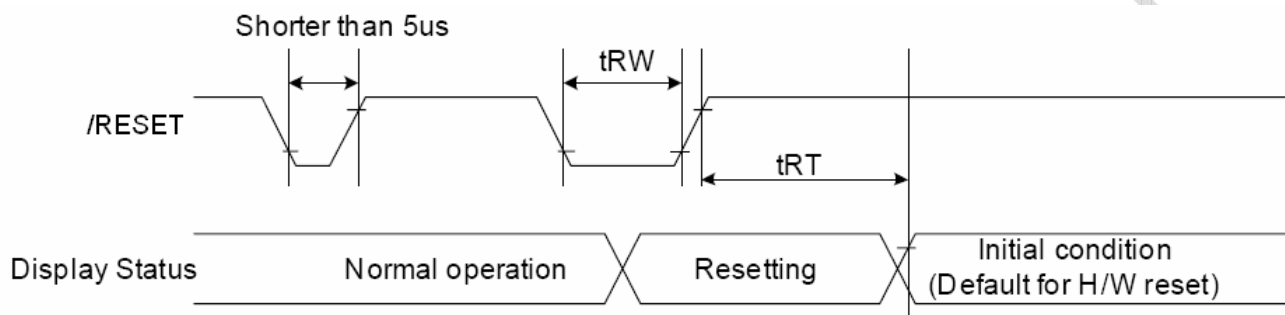 Shorter than 5us
tRW
/RESET
tRT
Display Status
Normal operation
Resetting
Initial condition
(Default for H/W reset)